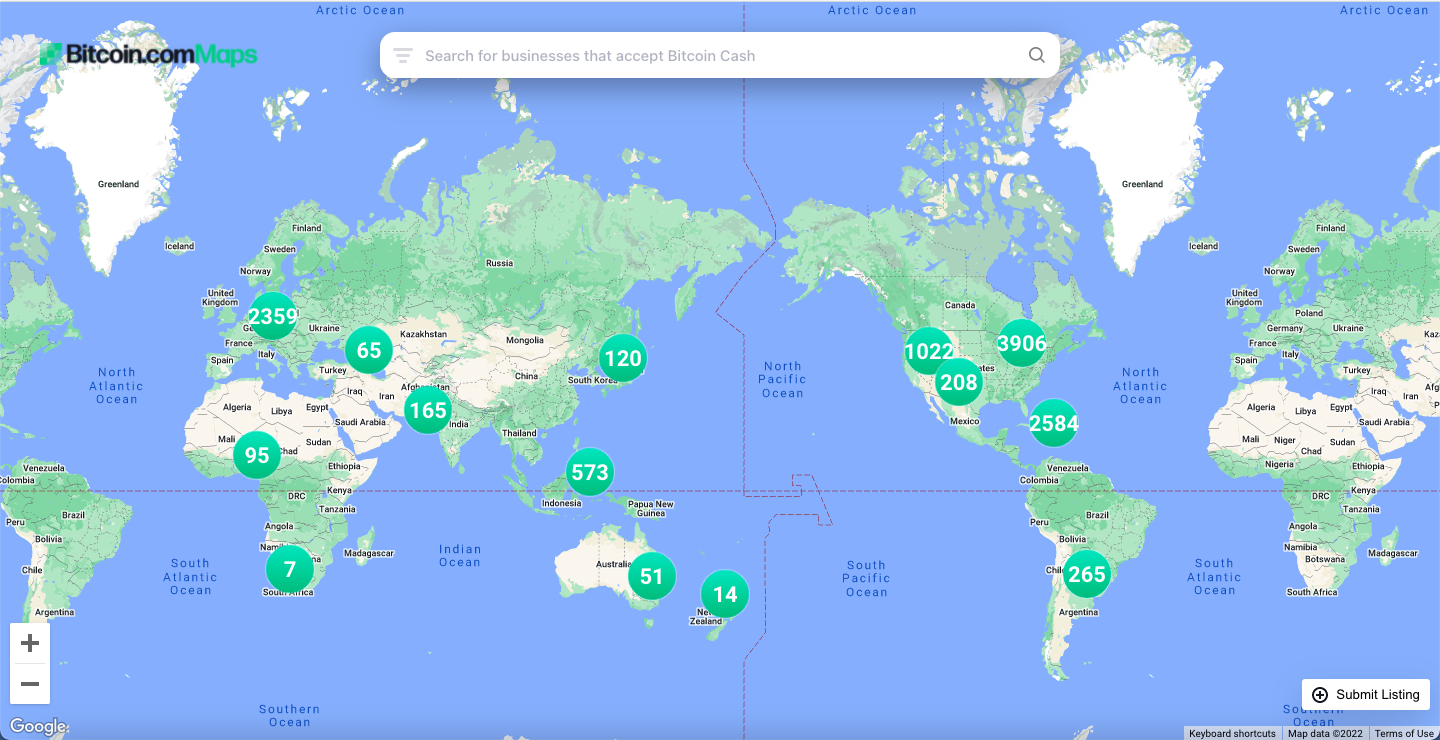 Arctic Ocean
Arctic Ocean
Arctic Ocean
Bitcoin.com Maps
Search for businesses that accept Bitcoin Cash
Greenland
Greenland
Iceland
Finland
Sweden
Norway
Russia
Iceland
Finland
Sweden
Norway
United
Kingdom
2359
Ukraine
France
Italy
Spain
Turkey
65
Kazakhstan
Mongolia
China
120
South Korea
Canada
1022
3906
208
Mexico
2584
United
Kingdom
Poland
Germany
Ukraine
France
Italy
Spain
Turkey
North
Atlantic
Ocean
North
Pacific
Ocean
North
Atlantic
Ocean
Afghanistan
Iraq
Iran
165
India
Algeria
Libya
Egypt
Saudi Arabia
Mali
Sudan
95
Ethiopia
Thailand
573
Indonesia
Papua New
Guinea
Iraq
Iran
Algeria
Libya
Egypt
Saudi Arabia
Mali
Niger
Sudan
Chad
Nigeria
Ethiopia
Venezuela
Colombia
Peru
Brazil
Bolivia
Chile
Argentina
DRC
Kenya
Tanzania
Angola
Madagascar
7
South Africa
South
Atlantic
Ocean
Indian
Ocean
Australia
51
14
New
Zealand
South
Pacific
Ocean
Venezuela
Colombia
Peru
Brazil
Bolivia
265
Argentina
South
Atlantic
Ocean
DRC
Kenya
Tanzania
Angola
Namibia
Botswana
Madagascar
South Africa
+
−
Southern
Ocean
Southern
Ocean
Submit Listing
Google
Keyboard shortcuts
Map data ©2022
Terms of Use